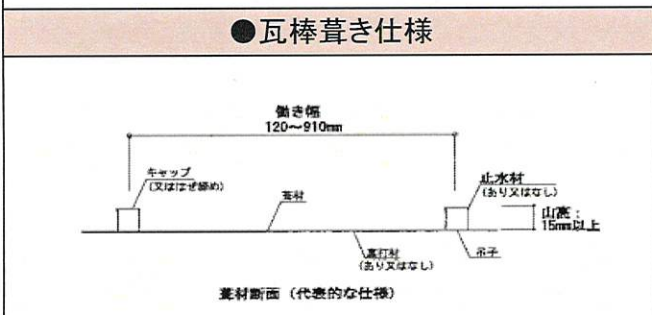 ●瓦棒葺き仕様
働き幅
120～910mm
キャップ
(又ははぜ締め)
葺材
止水材
(あり又はなし)
山高：
15mm以上
裏打材
(あり又はなし)
吊子
葺材断面（代表的な仕様）